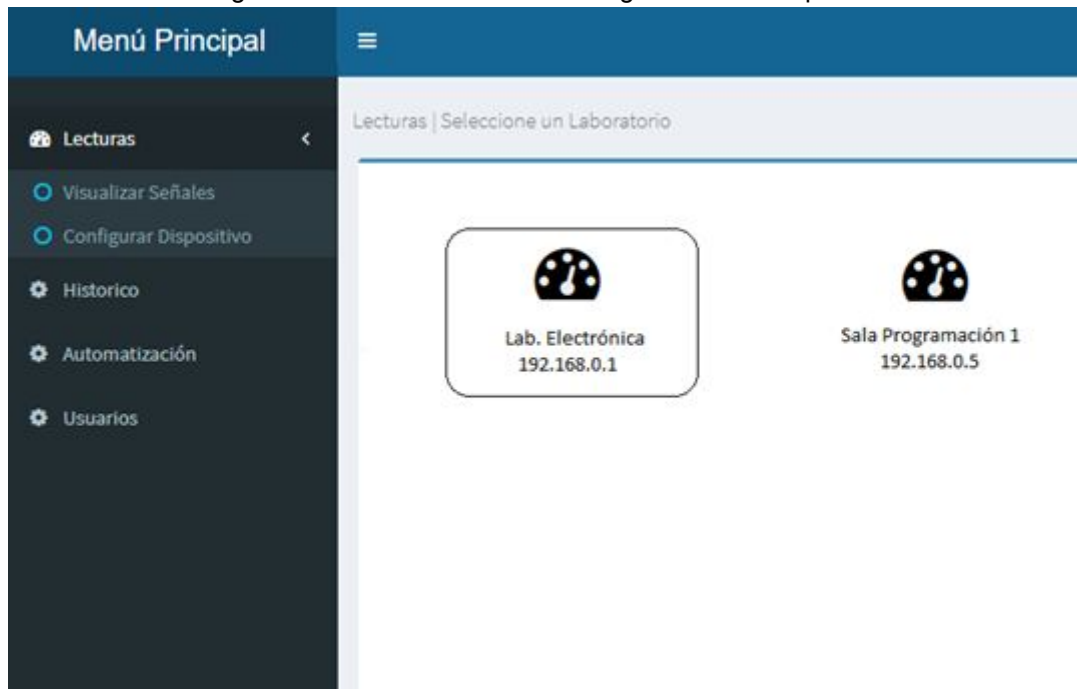 Menú Principal
Lecturas | Seleccione un Laboratorio
Lecturas
Visualizar Señales
Configurar Dispositivo
Historico
Automatización
Usuarios
Lab. Electrónica
192.168.0.1
Sala Programación 1
192.168.0.5